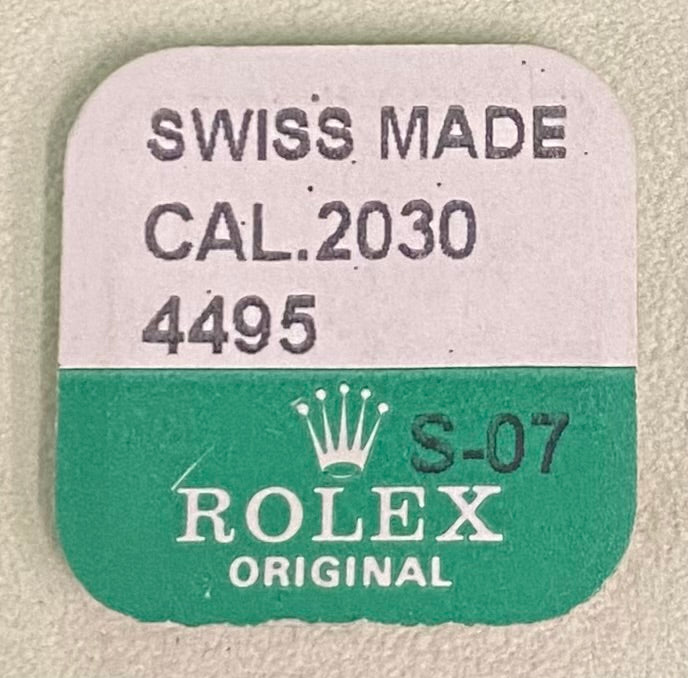 SWISS MADE
CAL.2030
4495
S-07
ROLEX
ORIGINAL